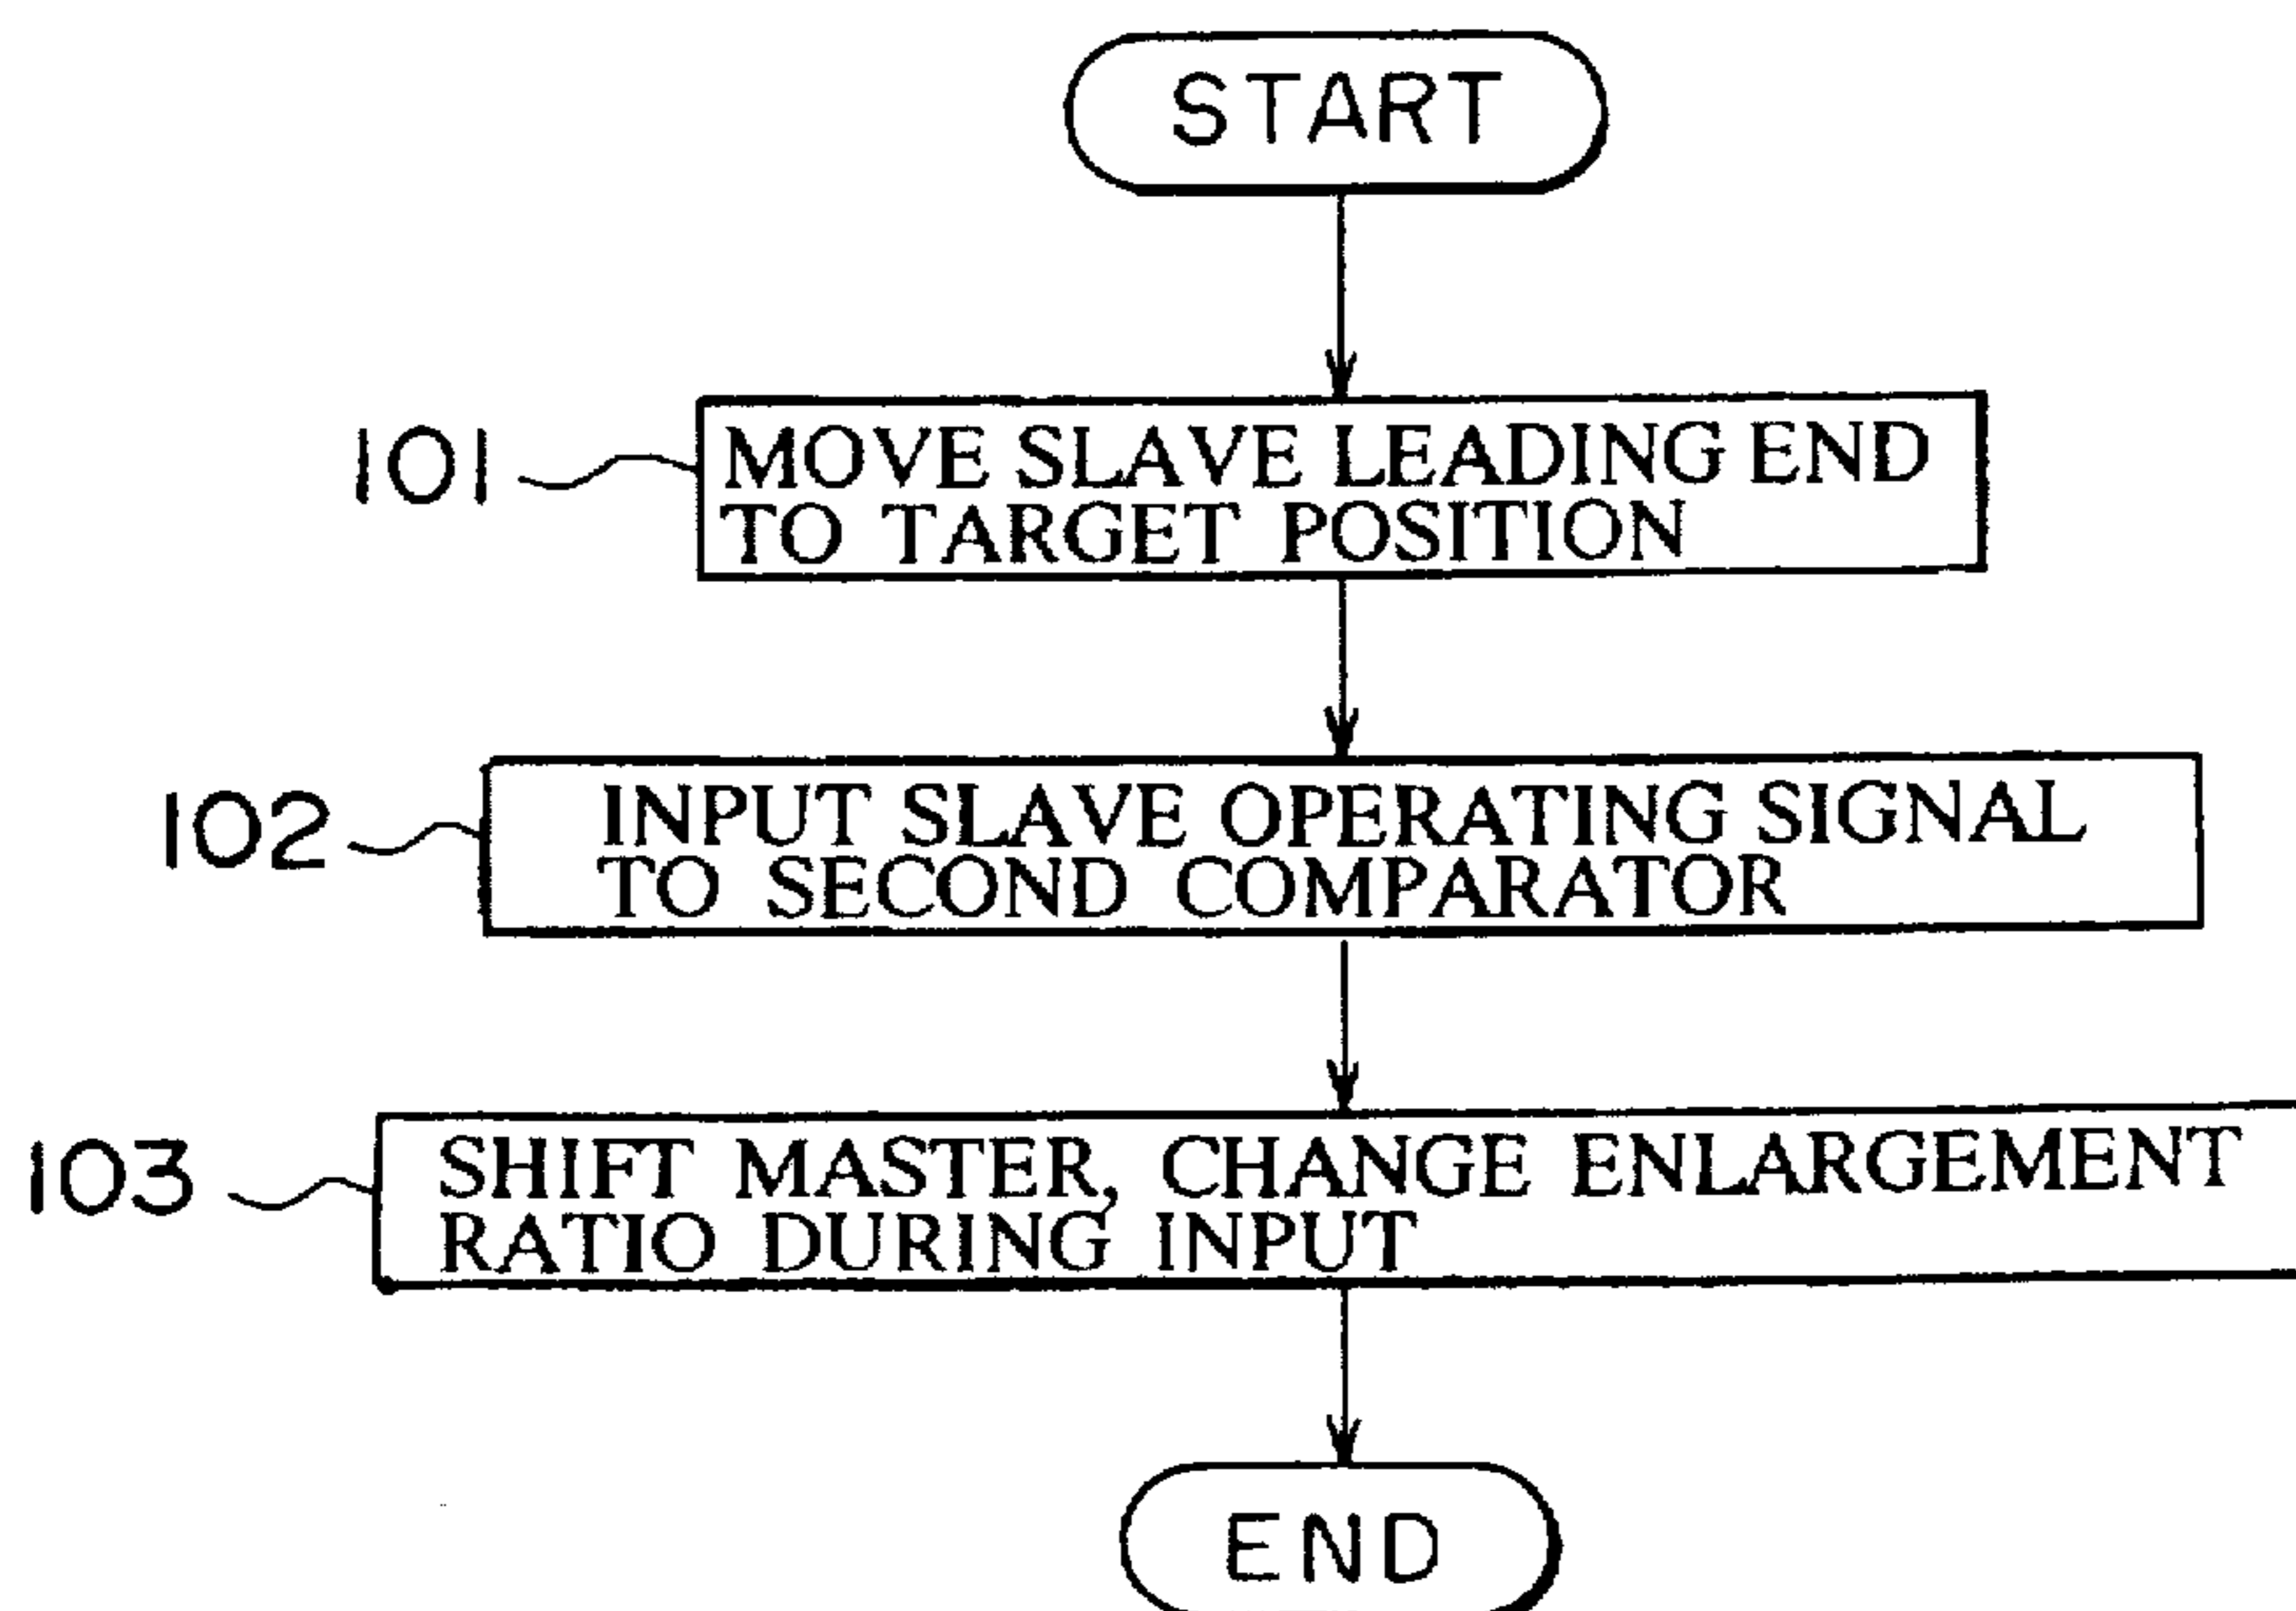 START
101
MOVE SLAVE LEADING END
TO TARGET POSITION
102
INPUT SLAVE OPERATING SIGNAL
TO SECOND COMPARATOR
103
SHIFT MASTER, CHANGE ENLARGEMENT
RATIO DURING INPUT
END